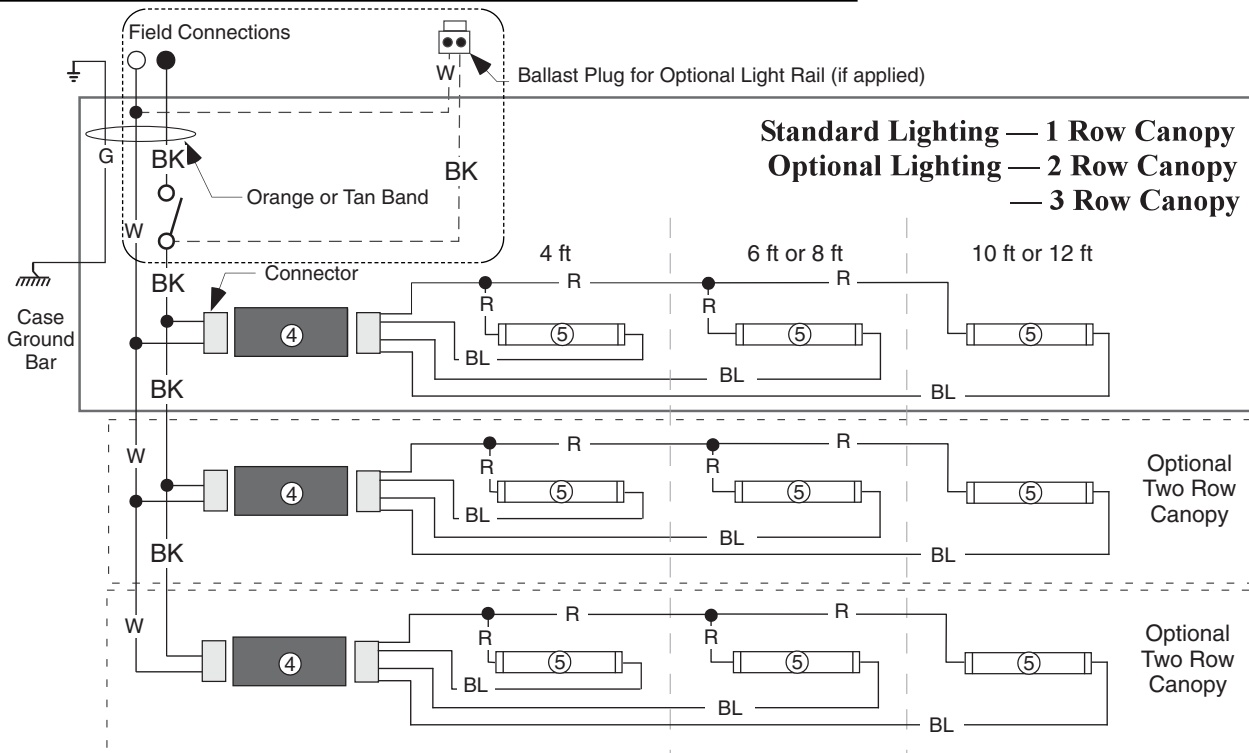 Field Connections
W
Ballast Plug for Optional Light Rail (if applied)
Standard Lighting — 1 Row Canopy
Optional Lighting — 2 Row Canopy
— 3 Row Canopy
G
BK
BK
Orange or Tan Band
W
4 ft
6 ft or 8 ft
10 ft or 12 ft
Connector
BK
R
R
R
R
Case
Ground
Bar
4
5
5
5
BL
BL
BL
BK
W
R
R
R
R
4
5
5
5
BL
BL
BL
Optional
Two Row
Canopy
BK
W
R
R
R
R
4
5
5
5
BL
BL
BL
Optional
Two Row
Canopy